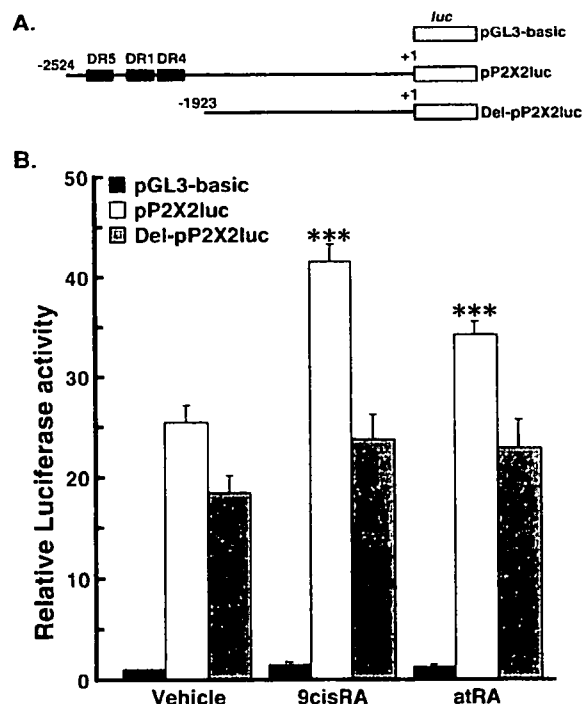 A.
luc
pGL3-basic
DR5 DR1 DR4
-2524
+1
pP2X2luc
-1923
+1
Del-pP2X2luc
B.
50
40
30
20
10
0
Relative Luciferase activity
pGL3-basic
pP2X2luc
Del-pP2X2luc
***
***
Vehicle 9cisRA atRA